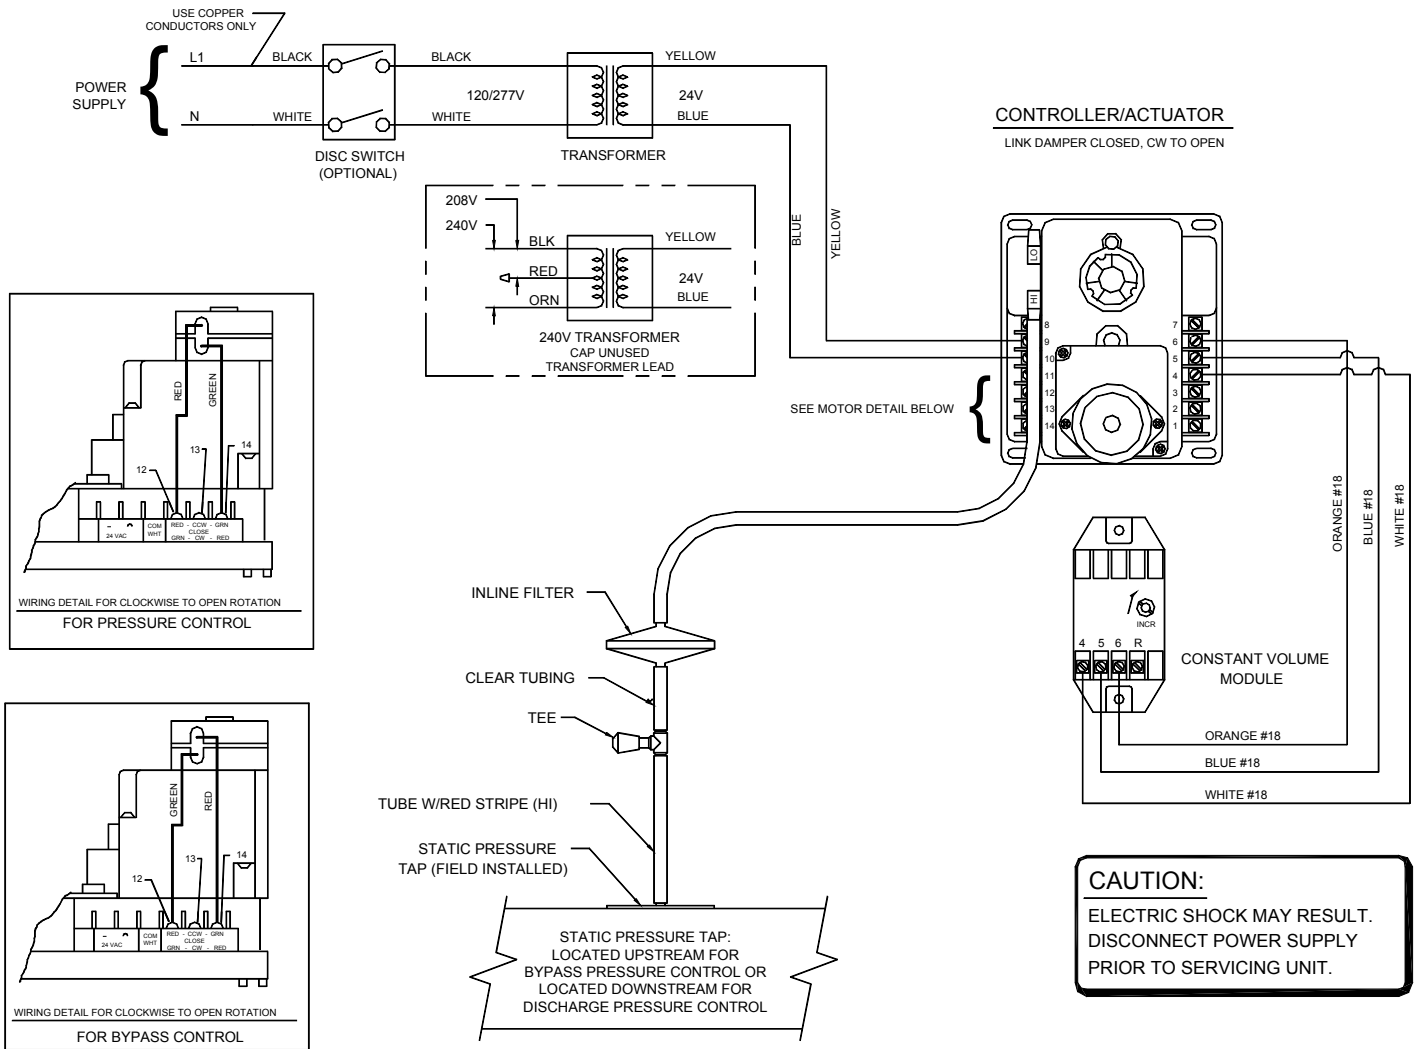 USE COPPER
CONDUCTORS ONLY
POWER
SUPPLY
L1
BLACK
BLACK
YELLOW
120/277V
24V
N
WHITE
WHITE
BLUE
DISC SWITCH
(OPTIONAL)
TRANSFORMER
208V
240V
BLK
YELLOW
RED
24V
ORN
BLUE
240V TRANSFORMER
CAP UNUSED
TRANSFORMER LEAD
BLUE
YELLOW
CONTROLLER/ACTUATOR
LINK DAMPER CLOSED, CW TO OPEN
LO
HI
8
9
10
11
12
13
14
7
6
5
4
3
2
1
SEE MOTOR DETAIL BELOW
ORANGE #18
BLUE #18
WHITE #18
RED
GREEN
12
13
14
24 VAC
COM
WHT
RED - CCW - GRN
CLOSE
GRN - CW - RED
WIRING DETAIL FOR CLOCKWISE TO OPEN ROTATION
FOR PRESSURE CONTROL
INLINE FILTER
CLEAR TUBING
TEE
TUBE W/RED STRIPE (HI)
STATIC PRESSURE
TAP (FIELD INSTALLED)
STATIC PRESSURE TAP:
LOCATED UPSTREAM FOR
BYPASS PRESSURE CONTROL OR
LOCATED DOWNSTREAM FOR
DISCHARGE PRESSURE CONTROL
INCR
4 5 6 R
CONSTANT VOLUME
MODULE
ORANGE #18
BLUE #18
WHITE #18
GREEN
RED
12
13
14
24 VAC
COM
WHT
RED - CCW - GRN
CLOSE
GRN - CW - RED
WIRING DETAIL FOR CLOCKWISE TO OPEN ROTATION
FOR BYPASS CONTROL
CAUTION:
ELECTRIC SHOCK MAY RESULT.
DISCONNECT POWER SUPPLY
PRIOR TO SERVICING UNIT.